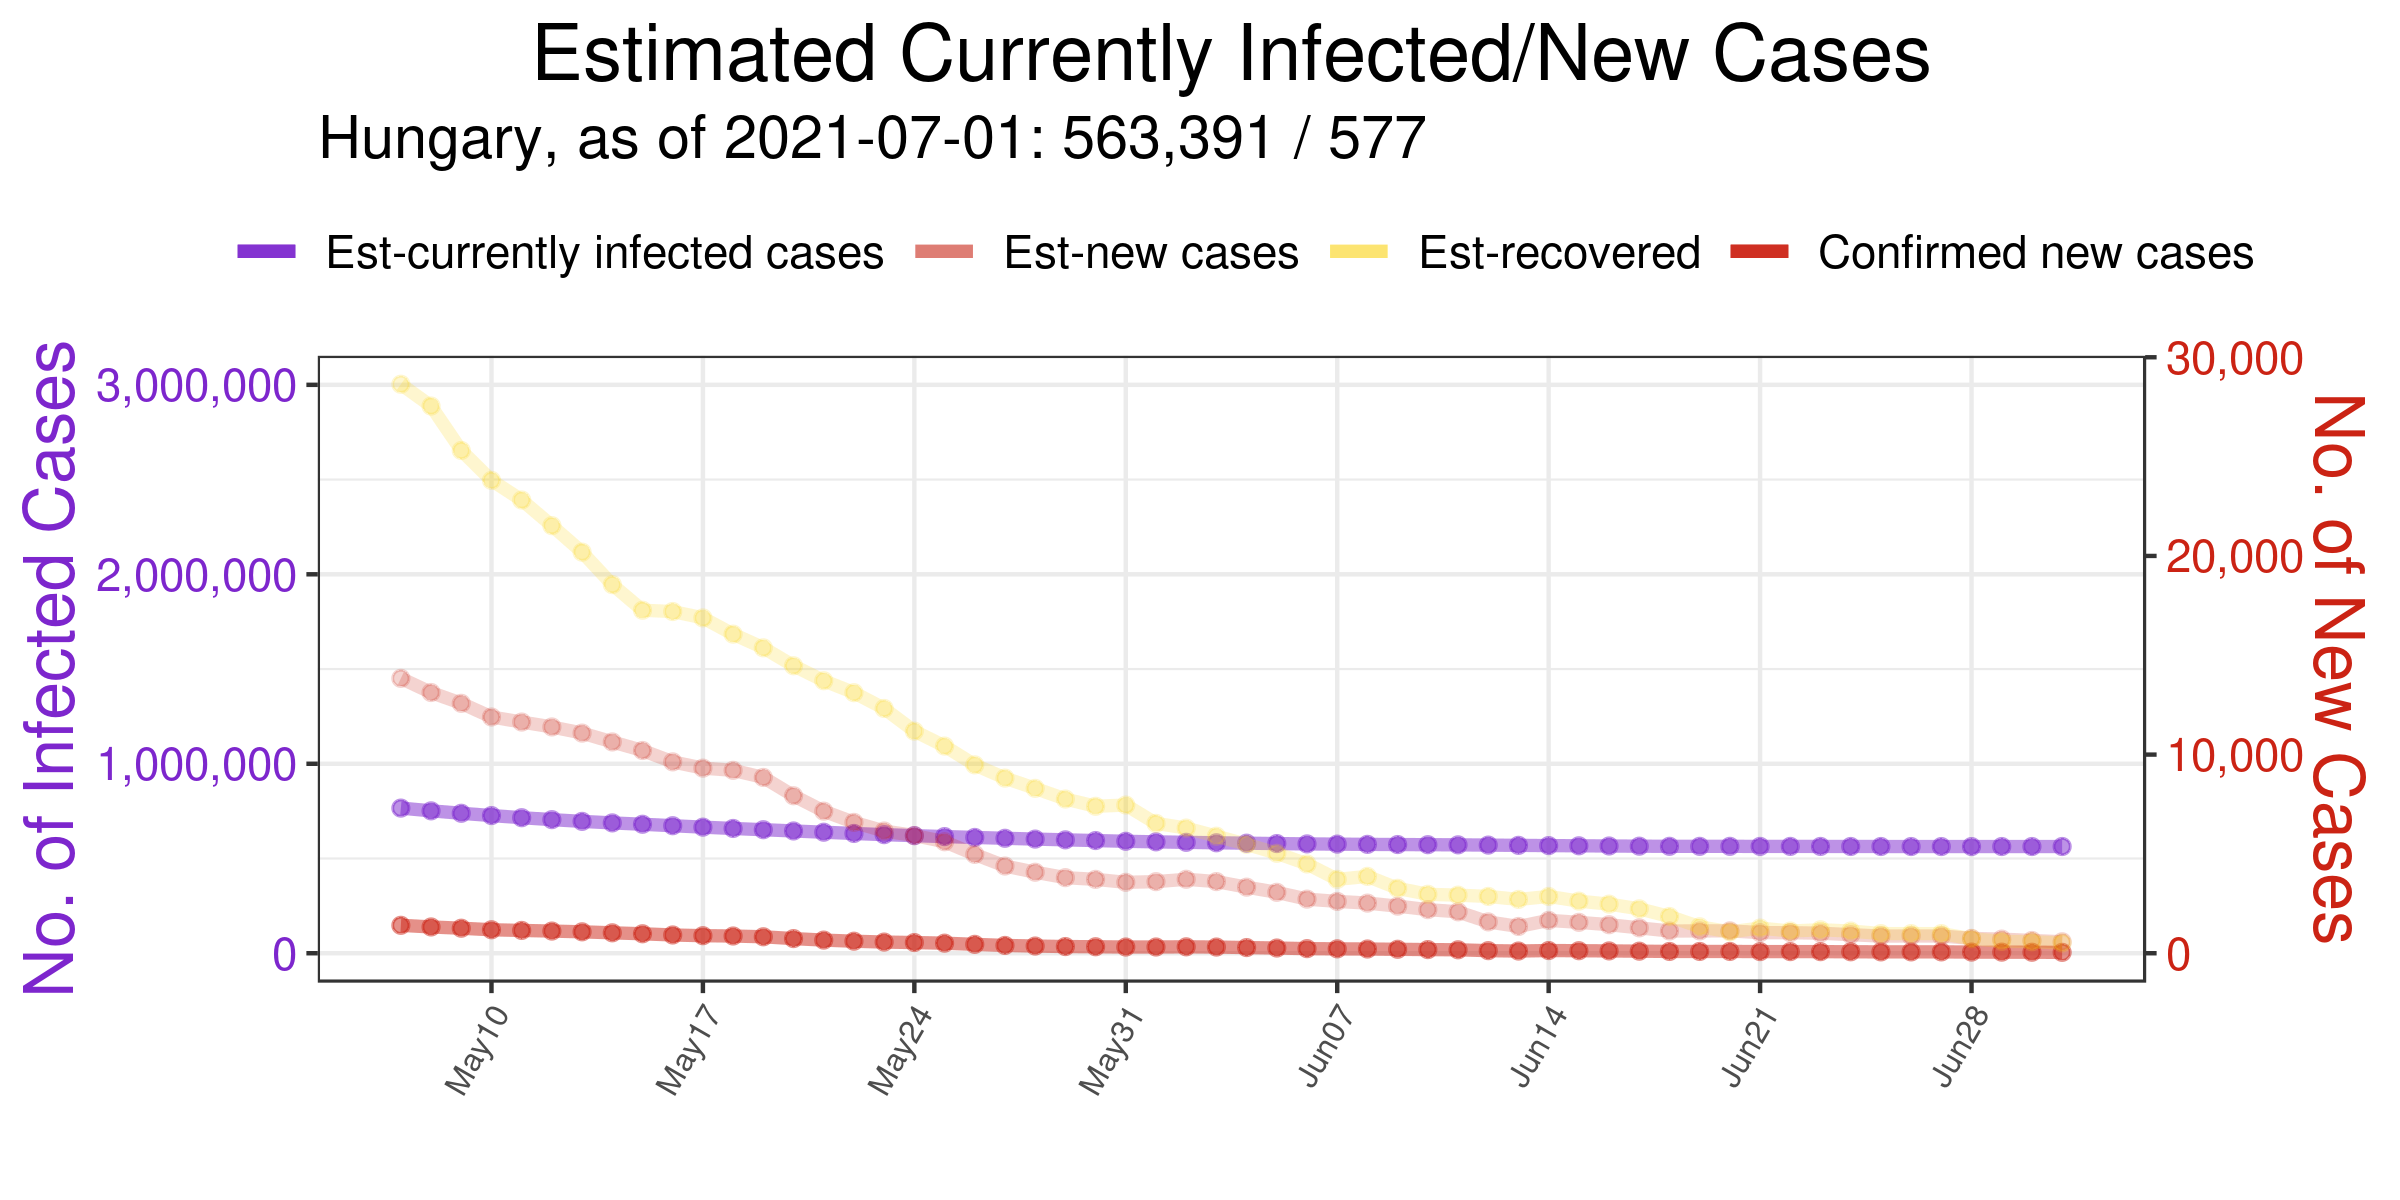 Estimated Currently Infected/New Cases
Hungary, as of 2021-07-01: 563,391 / 577
Est-currently infected cases Est-new cases Est-recovered Confirmed new cases
No. of Infected Cases
3,000,000
2,000,000
1,000,000
0
30,000
20,000
10,000
0
No. of New Cases
May10 May17 May24 May31 Jun07 Jun14 Jun21 Jun28